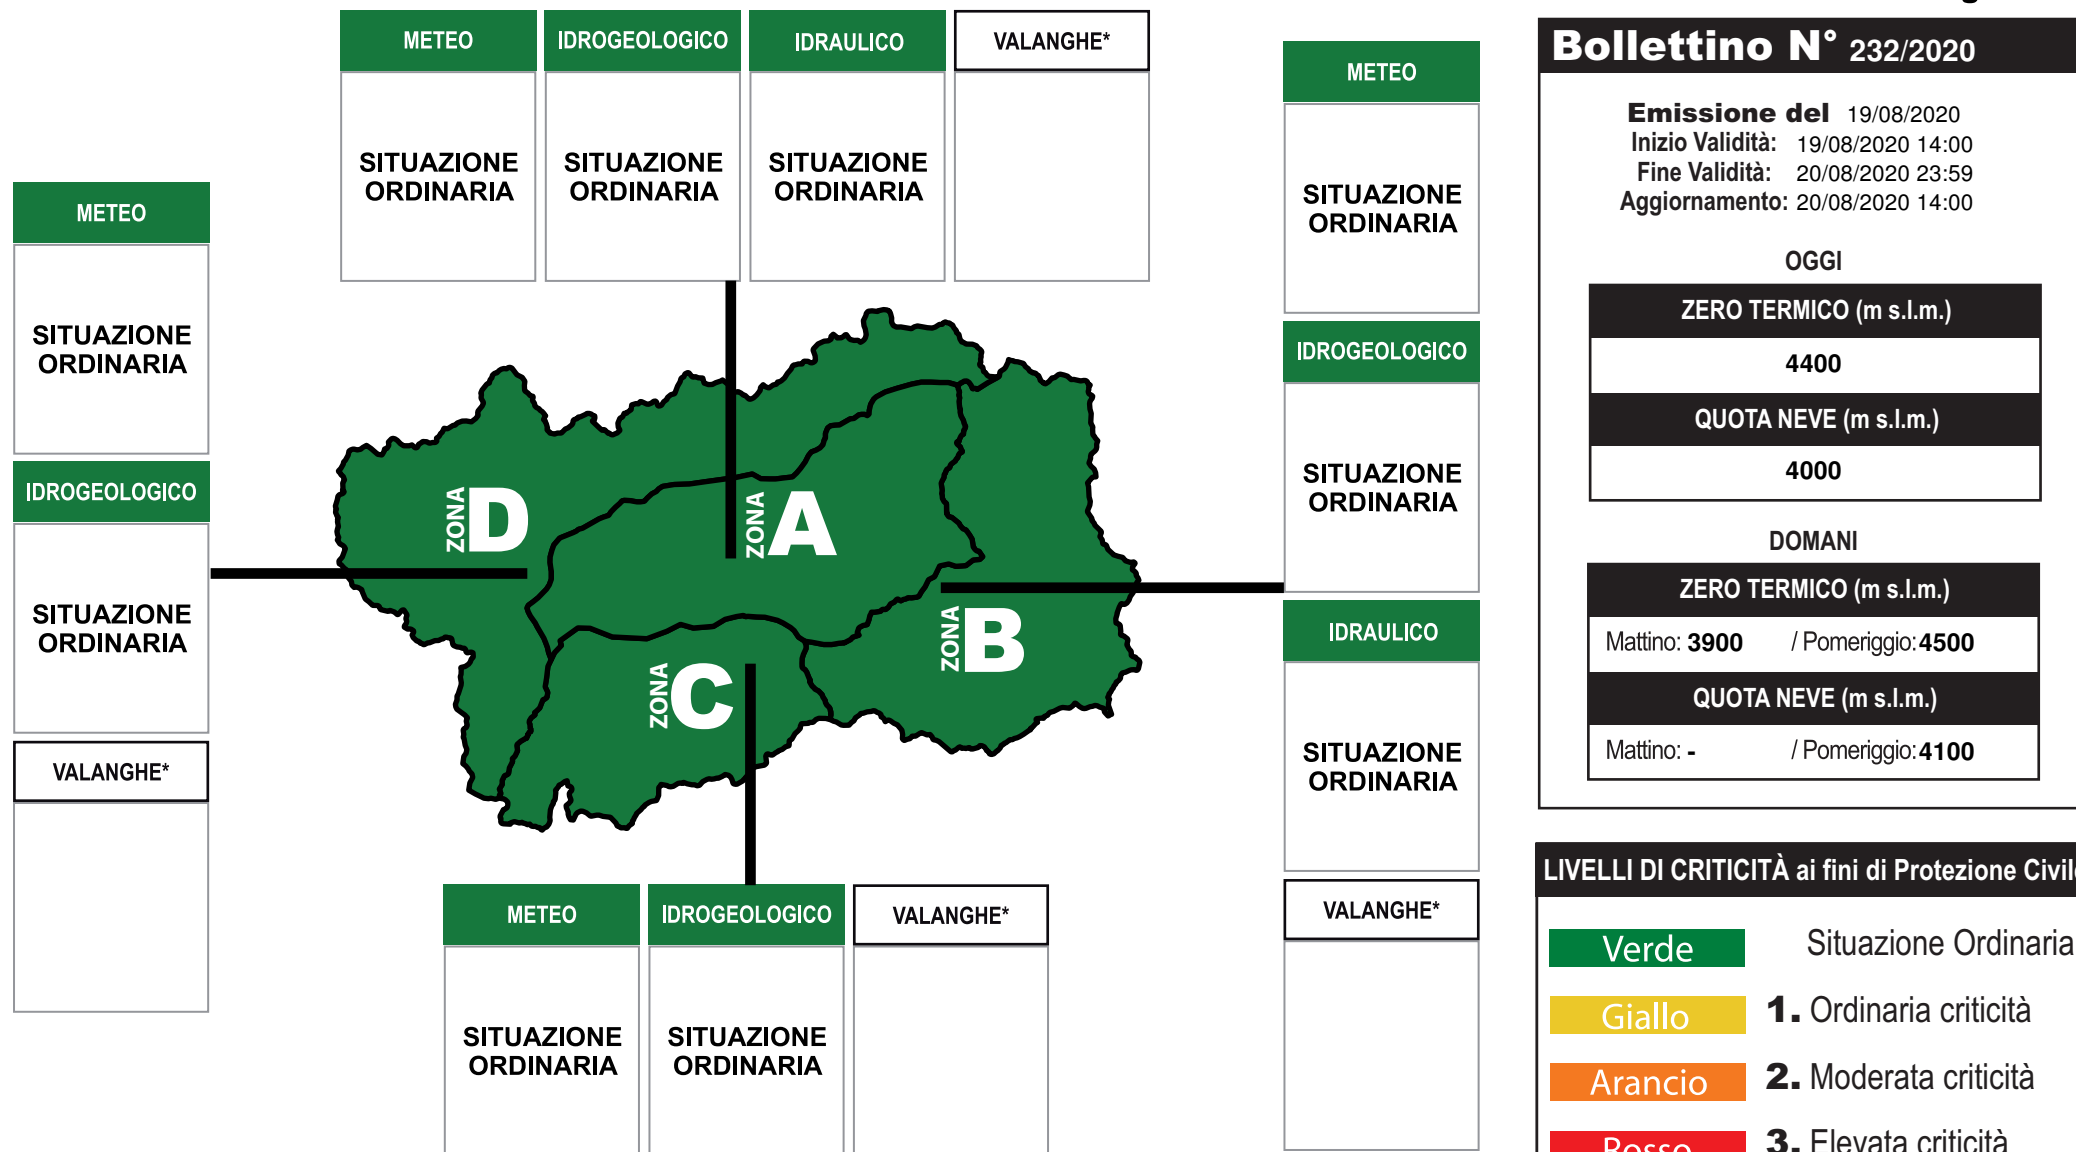 METEO IDROGEOLOGICO IDRAULICO VALANGHE*
SITUAZIONE ORDINARIA
SITUAZIONE ORDINARIA
SITUAZIONE ORDINARIA
METEO
SITUAZIONE
ORDINARIA
IDROGEOLOGICO
SITUAZIONE
ORDINARIA
VALANGHE*
ZONA D
ZONA A
ZONA B
ZONA C
METEO
SITUAZIONE
ORDINARIA
IDROGEOLOGICO
SITUAZIONE
ORDINARIA
IDRAULICO
SITUAZIONE
ORDINARIA
VALANGHE*
METEO IDROGEOLOGICO VALANGHE*
SITUAZIONE ORDINARIA
SITUAZIONE ORDINARIA
Bollettino N° 232/2020
Emissione del 19/08/2020
Inizio Validità: 19/08/2020 14:00
Fine Validità: 20/08/2020 23:59
Aggiornamento: 20/08/2020 14:00
OGGI
ZERO TERMICO (m s.l.m.)
4400
QUOTA NEVE (m s.l.m.)
4000
DOMANI
ZERO TERMICO (m s.l.m.)
Mattino: 3900 / Pomeriggio: 4500
QUOTA NEVE (m s.l.m.)
Mattino: - / Pomeriggio: 4100
LIVELLI DI CRITICITÀ ai fini di Protezione Civile
Verde Situazione Ordinaria
Giallo 1. Ordinaria criticità
Arancio 2. Moderata criticità
Rosso 3. Elevata criticità